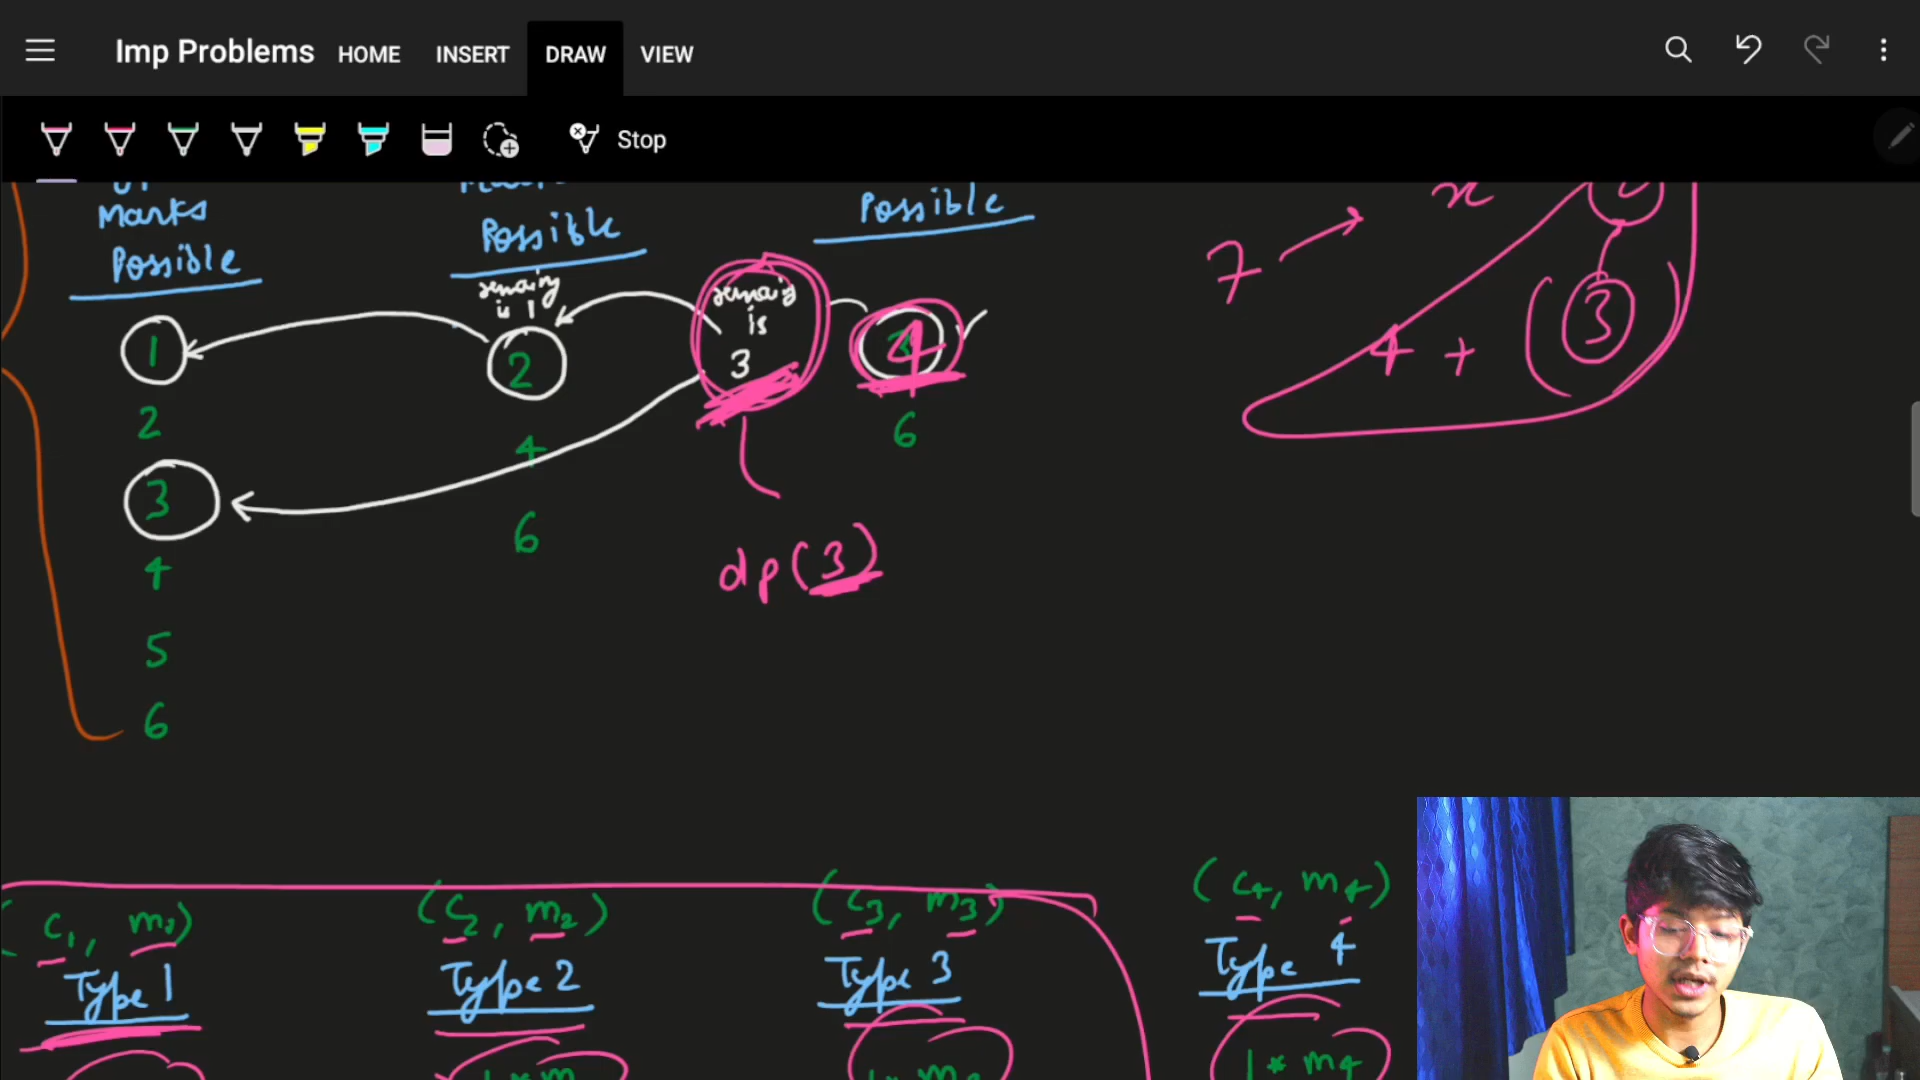 Imp Problems HOME INSERT DRAW VIEW
Stop
Marks
Possible
Possible
Possible
remaing
is 1
remaig
is
3
1
2
3
4
5
6
2
4
6
4
6
dp(3)
7 → x
4 + (3)
(c1, m1)
Type 1
(c2, m2)
Type 2
(c3, m3)
Type 3
(c4, m4)
Type 4
1 * m4